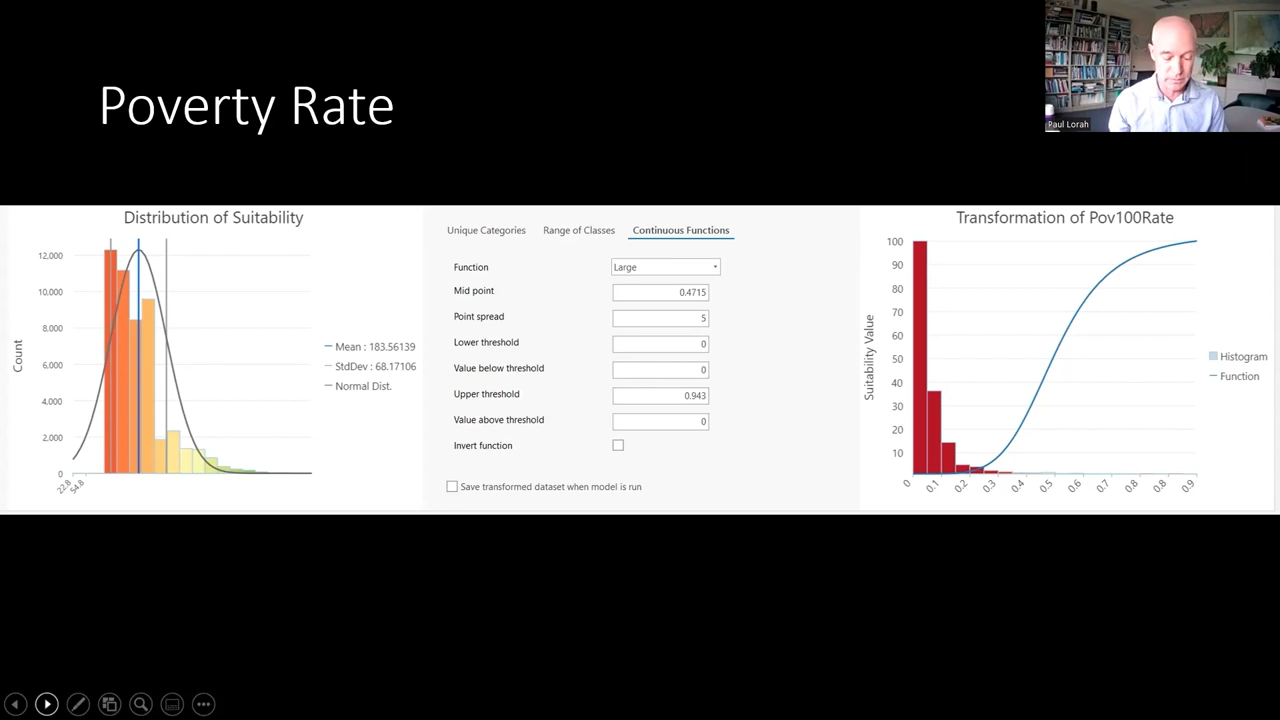 Poverty Rate
Paul Lorah
Distribution of Suitability
12,000
10,000
8,000
6,000
4,000
2,000
0
Count
22.8
54.8
Mean : 183.56139
StdDev : 68.17106
Normal Dist.
Unique Categories Range of Classes Continuous Functions
Function Large
Mid point 0.4715
Point spread 5
Lower threshold 0
Value below threshold 0
Upper threshold 0.943
Value above threshold 0
Invert function
Save transformed dataset when model is run
Transformation of Pov100Rate
100
90
80
70
60
50
40
30
20
10
Suitability Value
0 0.1 0.2 0.3 0.4 0.5 0.6 0.7 0.8 0.8 0.9
Histogram
Function